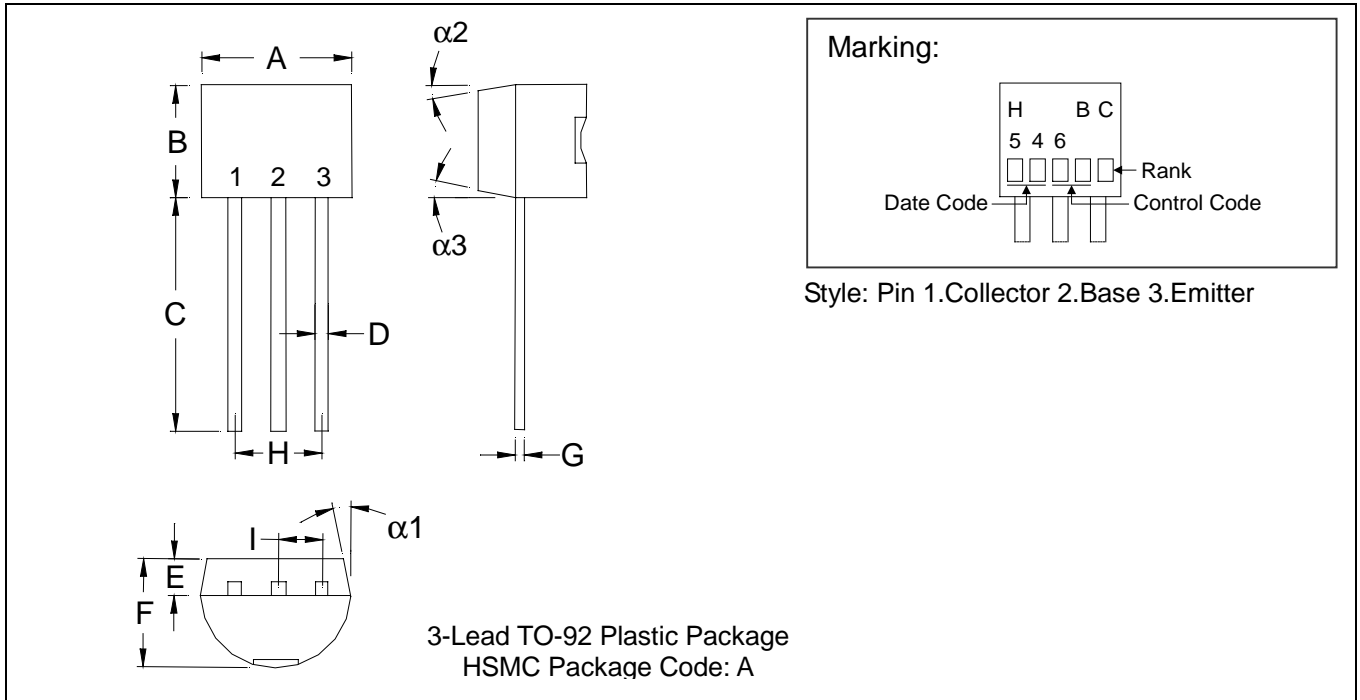 α2
A
B
1 2 3
α3
C
D
H
G
I
α1
E
F
3-Lead TO-92 Plastic Package
HSMC Package Code: A
Marking:
H B C
5 4 6
Rank
Date Code
Control Code
Style: Pin 1.Collector 2.Base 3.Emitter